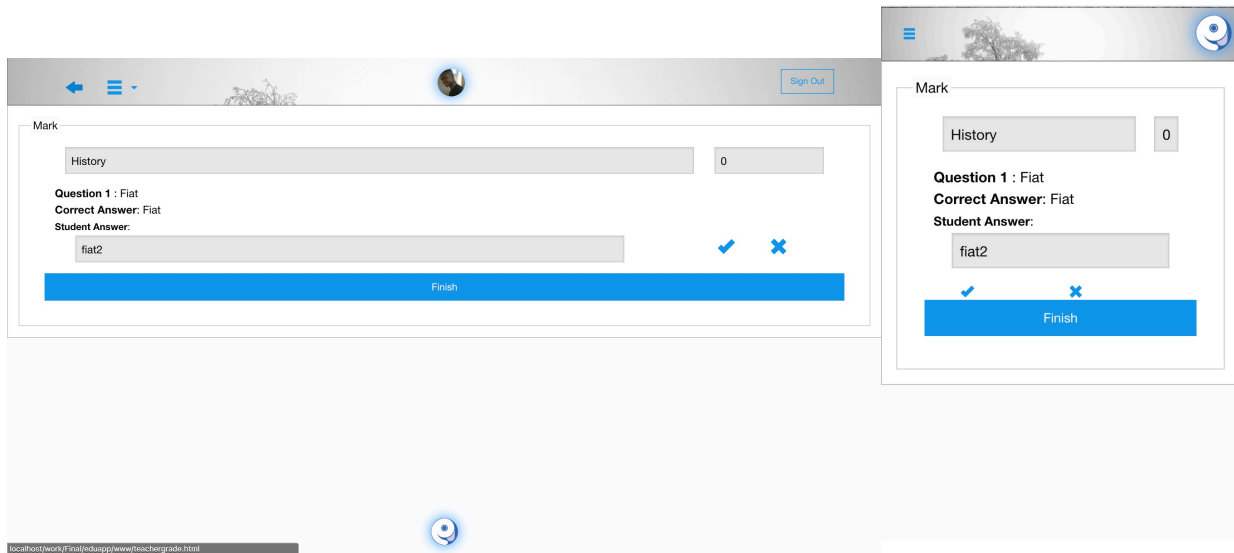 Sign Out
Mark
History 0
Question 1 : Fiat
Correct Answer: Fiat
Student Answer:
fiat2
Finish
localhost/work/Final/eduapp/www/teachergrade.html
Mark
History 0
Question 1 : Fiat
Correct Answer: Fiat
Student Answer:
fiat2
Finish